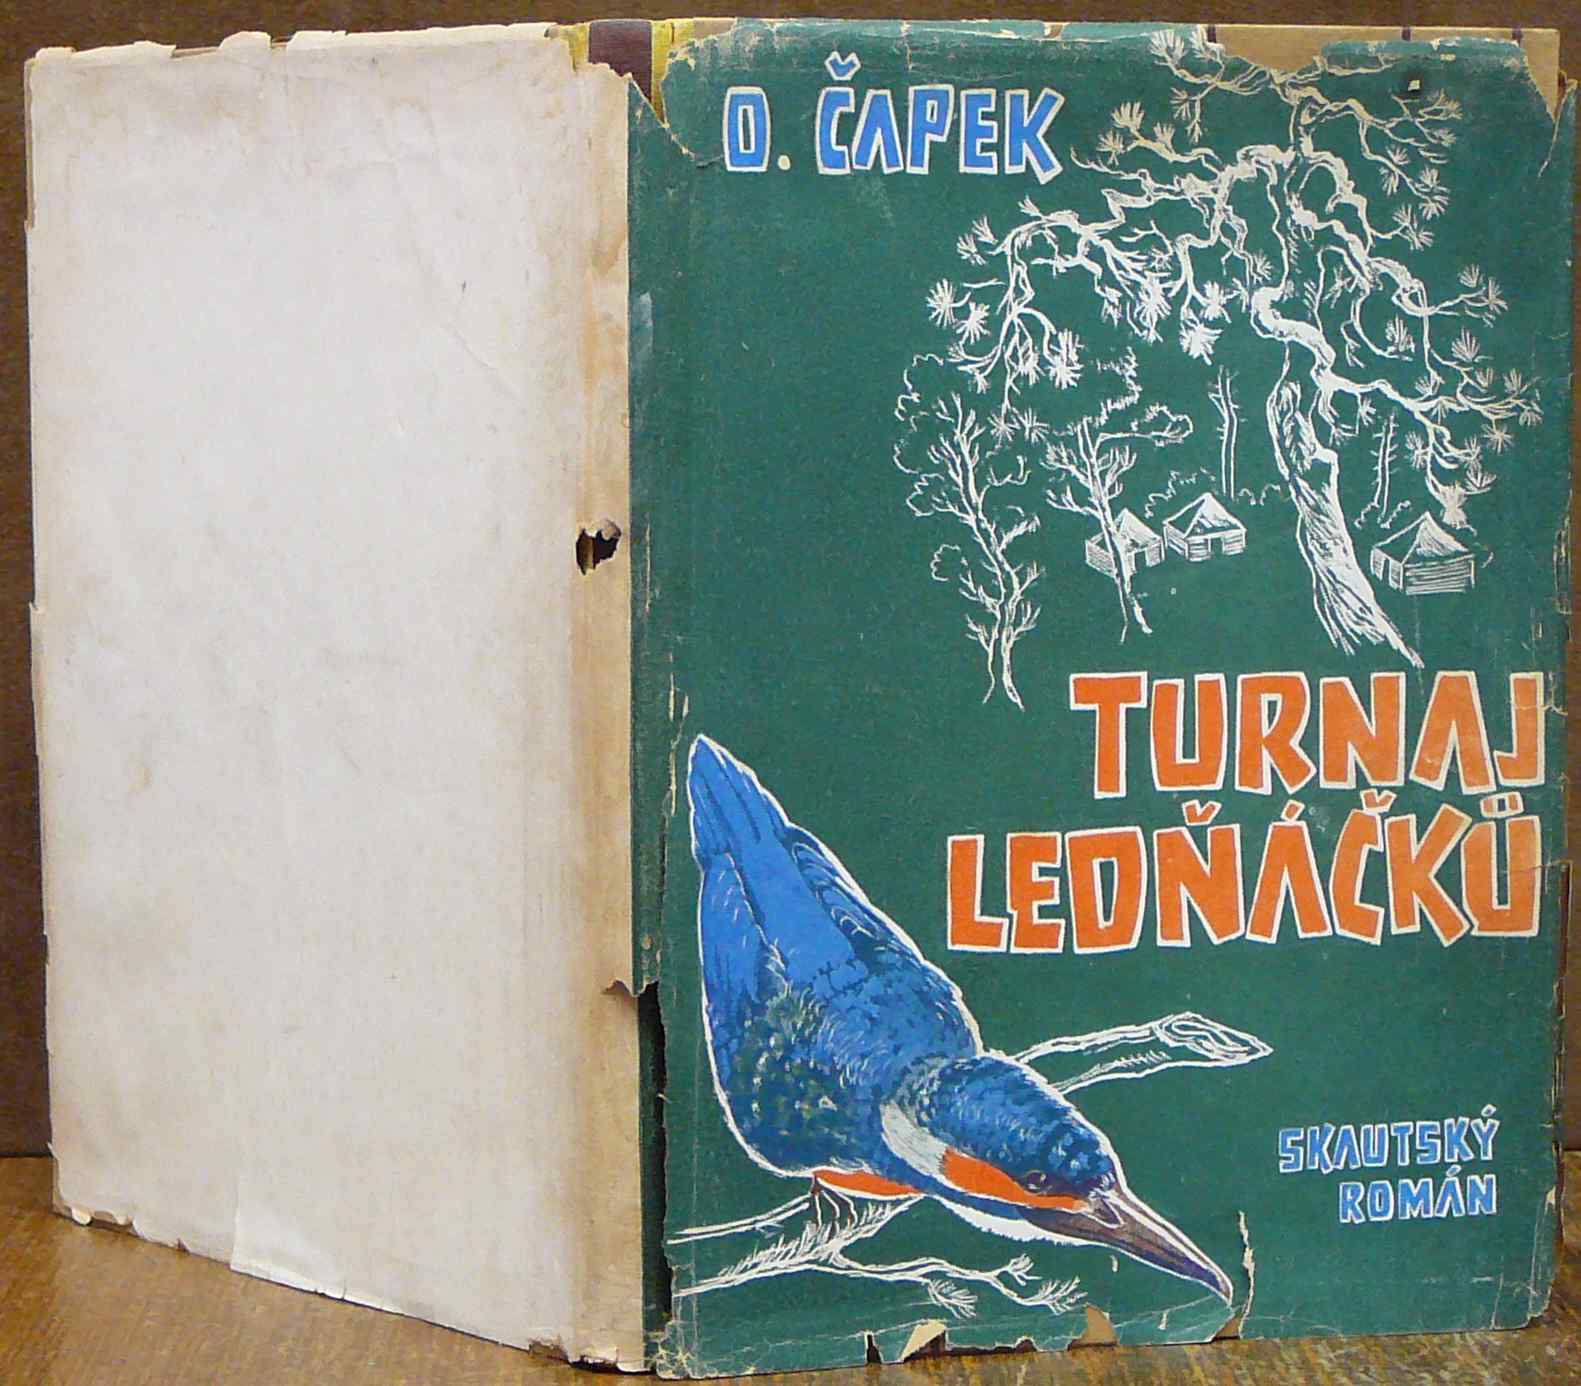 O. ČAPEK
TURNAJ
LEDŇÁČKŮ
SKAUTSKÝ
ROMÁN